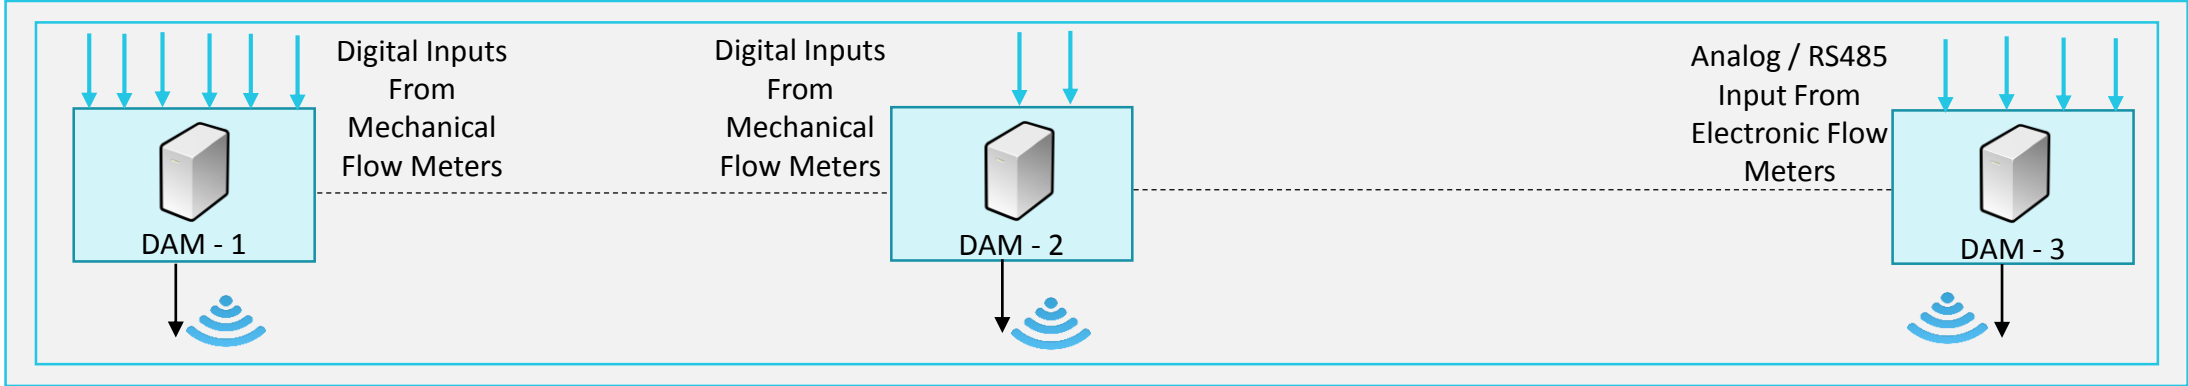 Digital Inputs
From
Mechanical
Flow Meters
DAM - 1
Digital Inputs
From
Mechanical
Flow Meters
DAM - 2
Analog / RS485
Input From
Electronic Flow
Meters
DAM - 3